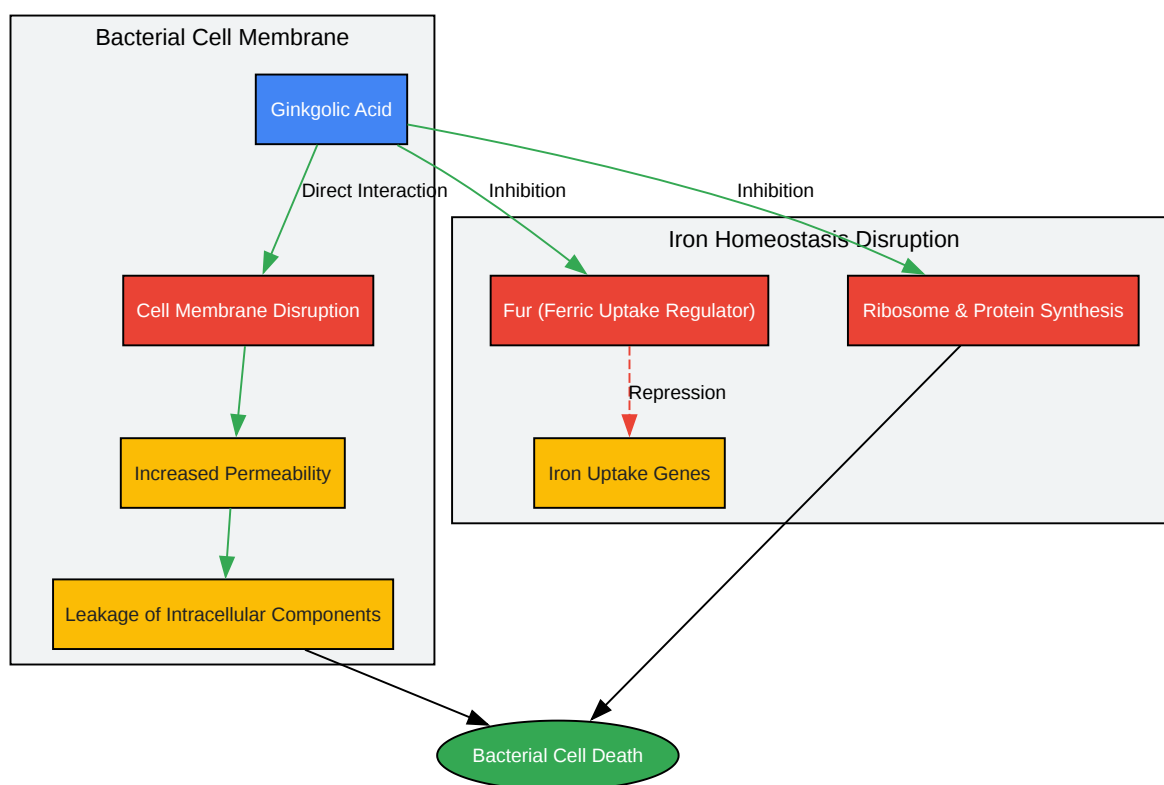 Bacterial Cell Membrane
Ginkgolic Acid
Direct Interaction
Inhibition
Inhibition
Iron Homeostasis Disruption
Cell Membrane Disruption
Fur (Ferric Uptake Regulator)
Ribosome & Protein Synthesis
Repression
Increased Permeability
Iron Uptake Genes
Leakage of Intracellular Components
Bacterial Cell Death